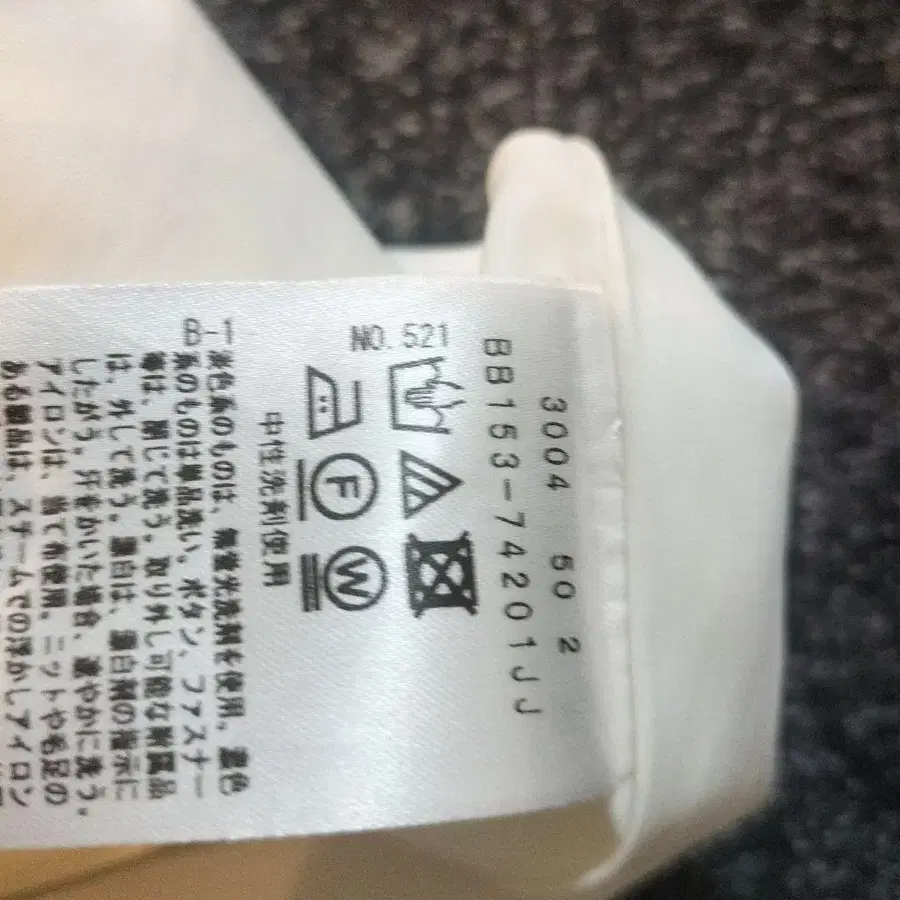 3004 50 2
BB153-74201JJ
NO.521
F
W
中性洗剤使用
B-1
淡色系のものは、無蛍光洗剤を使用。濃色
系のものは単品洗い。ボタン、ファスナー
等は、閉じて洗う。取り外し可能な附属品
は、外して洗う。漂白は、漂白剤の指示に
したがう。汗をかいた場合、速やかに洗う。
アイロンは、当て布使用。ニットや毛足の
ある製品は、スチームでの浮かしアイロン